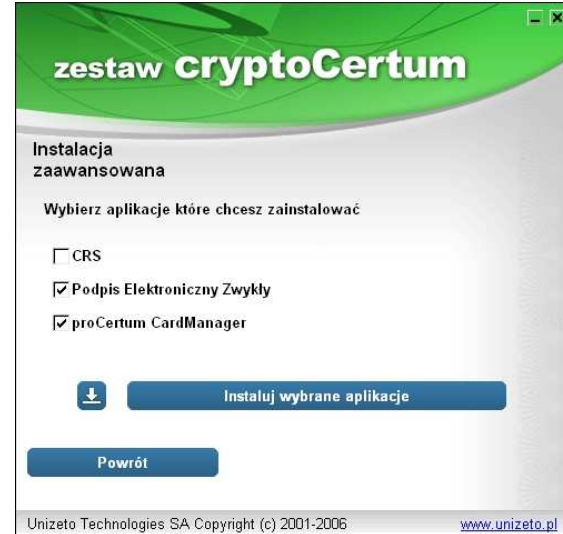 zestaw cryptoCertum
Instalacja
zaawansowana
Wybierz aplikacje które chcesz zainstalować
CRS
Podpis Elektroniczny Zwykły
proCertum CardManager
Instaluj wybrane aplikacje
Powrót
Unizeto Technologies SA Copyright (c) 2001-2006 www.unizeto.pl